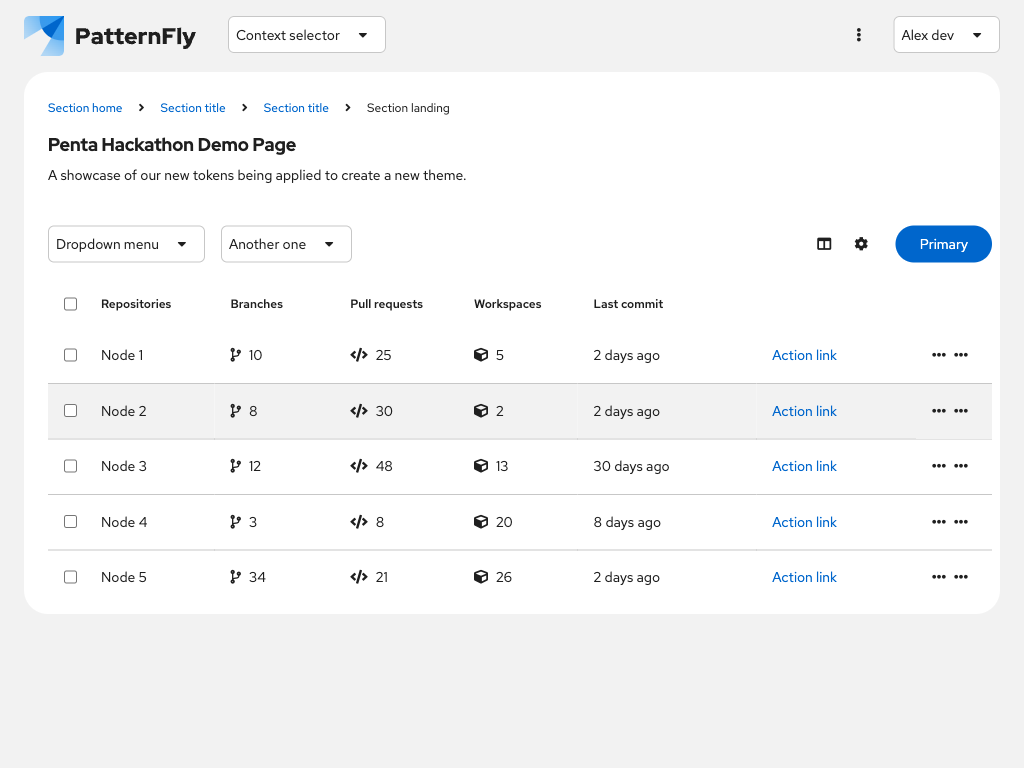 PatternFly Context selector Alex dev
Section home Section title Section title Section landing
Penta Hackathon Demo Page
A showcase of our new tokens being applied to create a new theme.
Dropdown menu Another one Primary
Repositories Branches Pull requests Workspaces Last commit
Node 1 10 25 5 2 days ago Action link
Node 2 8 30 2 2 days ago Action link
Node 3 12 48 13 30 days ago Action link
Node 4 3 8 20 8 days ago Action link
Node 5 34 21 26 2 days ago Action link